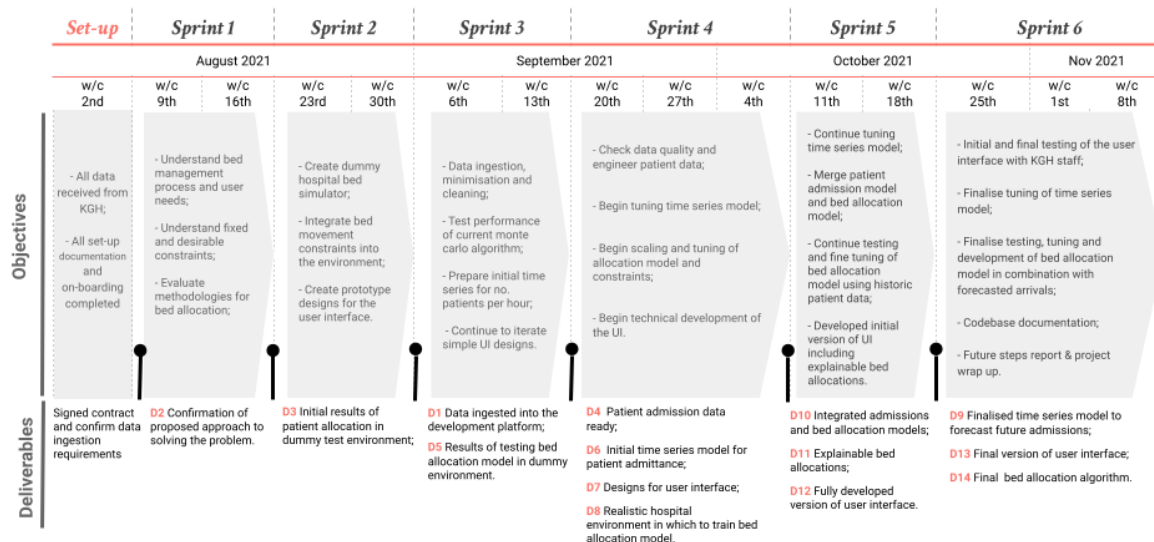 Set-up
Sprint 1
Sprint 2
Sprint 3
Sprint 4
Sprint 5
Sprint 6
August 2021
September 2021
October 2021
Nov 2021
w/c
2nd
w/c
9th
w/c
16th
w/c
23rd
w/c
30th
w/c
6th
w/c
13th
w/c
20th
w/c
27th
w/c
4th
w/c
11th
w/c
18th
w/c
25th
w/c
1st
w/c
8th
Objectives
- All data
received from
KGH;
- All set-up
documentation
and
on-boarding
completed
- Understand bed
management
process and user
needs;
- Understand fixed
and desirable
constraints;
- Evaluate
methodologies for
bed allocation;
- Create dummy
hospital bed
simulator;
- Integrate bed
movement
constraints into
the environment;
- Create prototype
designs for the
user interface.
- Data ingestion,
minimisation and
cleaning;
- Test performance
of current monte
carlo algorithm;
- Prepare initial time
series for no.
patients per hour;
- Continue to iterate
simple UI designs.
- Check data quality and
engineer patient data;
- Begin tuning time series model;
- Begin scaling and tuning of
allocation model and
constraints;
- Begin technical development of
the UI.
- Continue tuning
time series model;
- Merge patient
admission model
and bed allocation
model;
- Continue testing
and fine tuning of
bed allocation
model using historic
patient data;
- Developed initial
version of UI
including
explainable bed
allocations.
- Initial and final testing of the user
interface with KGH staff;
- Finalise tuning of time series
model;
- Finalise testing, tuning and
development of bed allocation
model in combination with
forecasted arrivals;
- Codebase documentation;
- Future steps report & project
wrap up.
Deliverables
Signed contract
and confirm data
ingestion
requirements
D2 Confirmation of
proposed approach to
solving the problem.
D3 Initial results of
patient allocation in
dummy test environment;
D1 Data ingested into the
development platform;
D5 Results of testing bed
allocation model in dummy
environment.
D4 Patient admission data
ready;
D6 Initial time series model for
patient admittance;
D7 Designs for user interface;
D8 Realistic hospital
environment in which to train bed
allocation model.
D10 Integrated admissions
and bed allocation models;
D11 Explainable bed
allocations;
D12 Fully developed
version of user interface.
D9 Finalised time series model to
forecast future admissions;
D13 Final version of user interface;
D14 Final bed allocation algorithm.